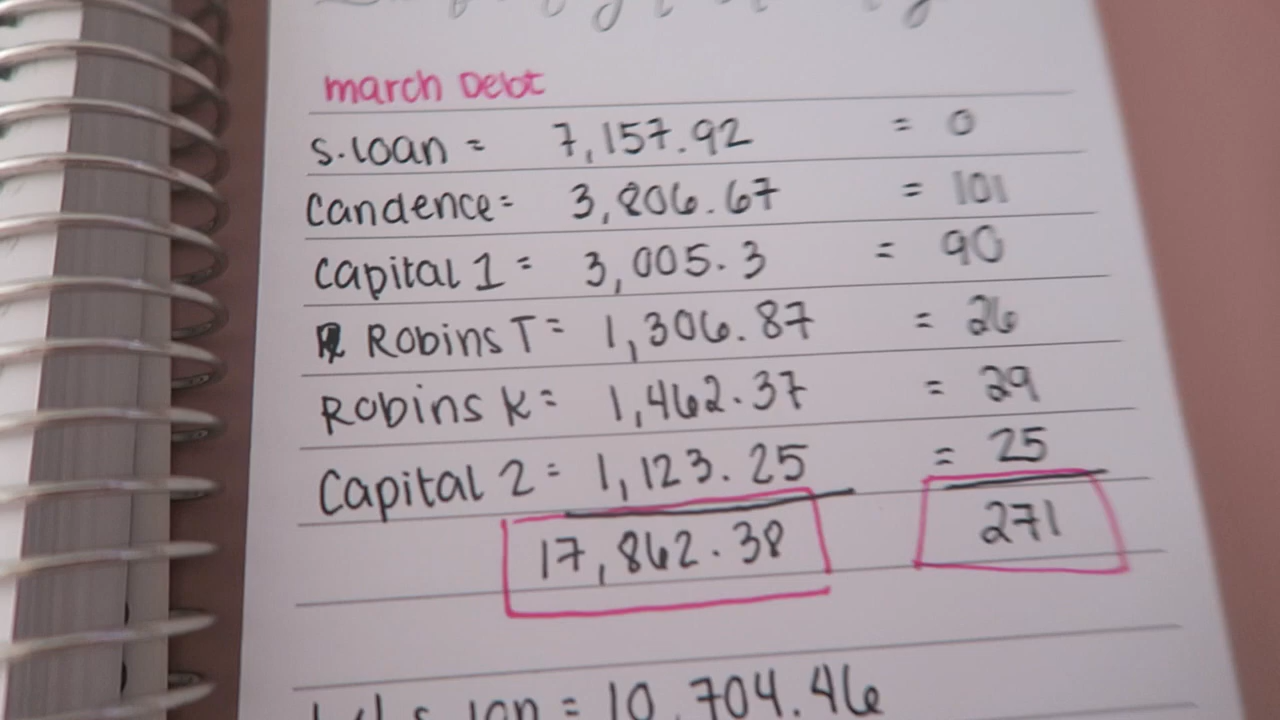 march Debt
s.loan = 7,157.92 = 0
Candence = 3,806.67 = 101
Capital 1 = 3,005.3 = 90
Robins T = 1,306.87 = 26
Robins K = 1,462.37 = 29
Capital 2 = 1,123.25 = 25
17,862.38 271
= 10,704.46